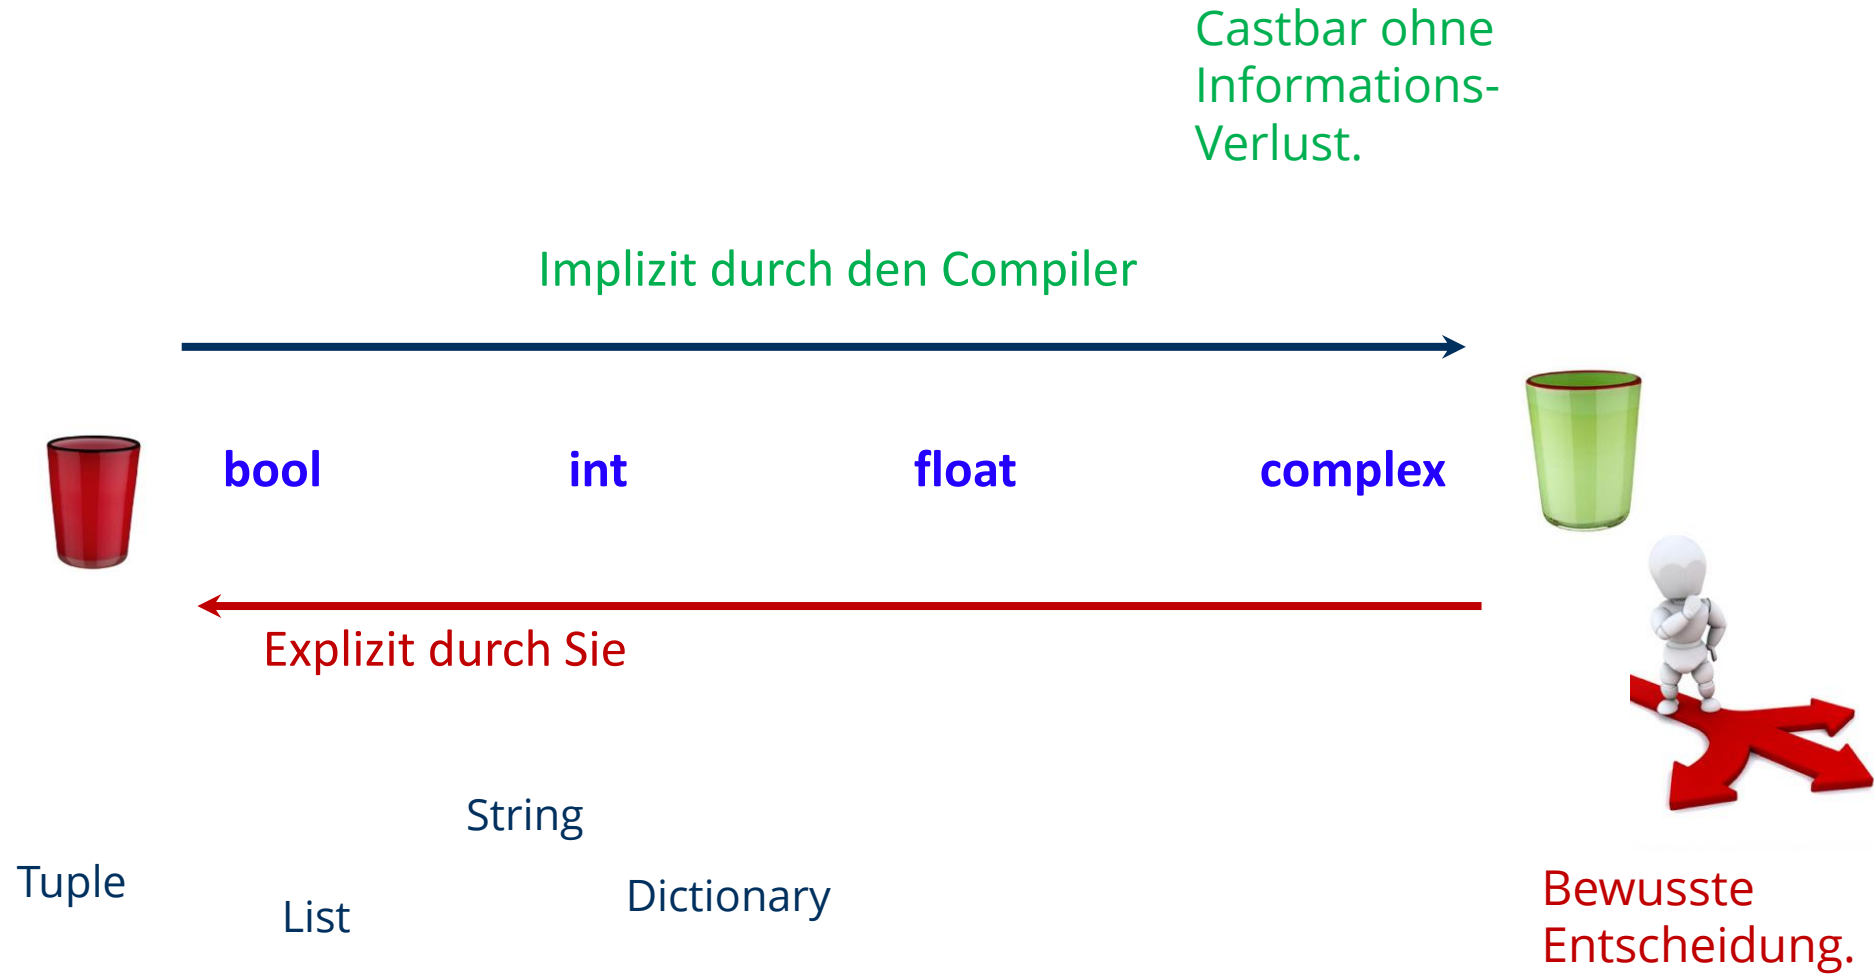 Castbar ohne
Informations-
Verlust.
Implizit durch den Compiler
bool int float complex
Explizit durch Sie
String
Tuple
List
Dictionary
Bewusste
Entscheidung.